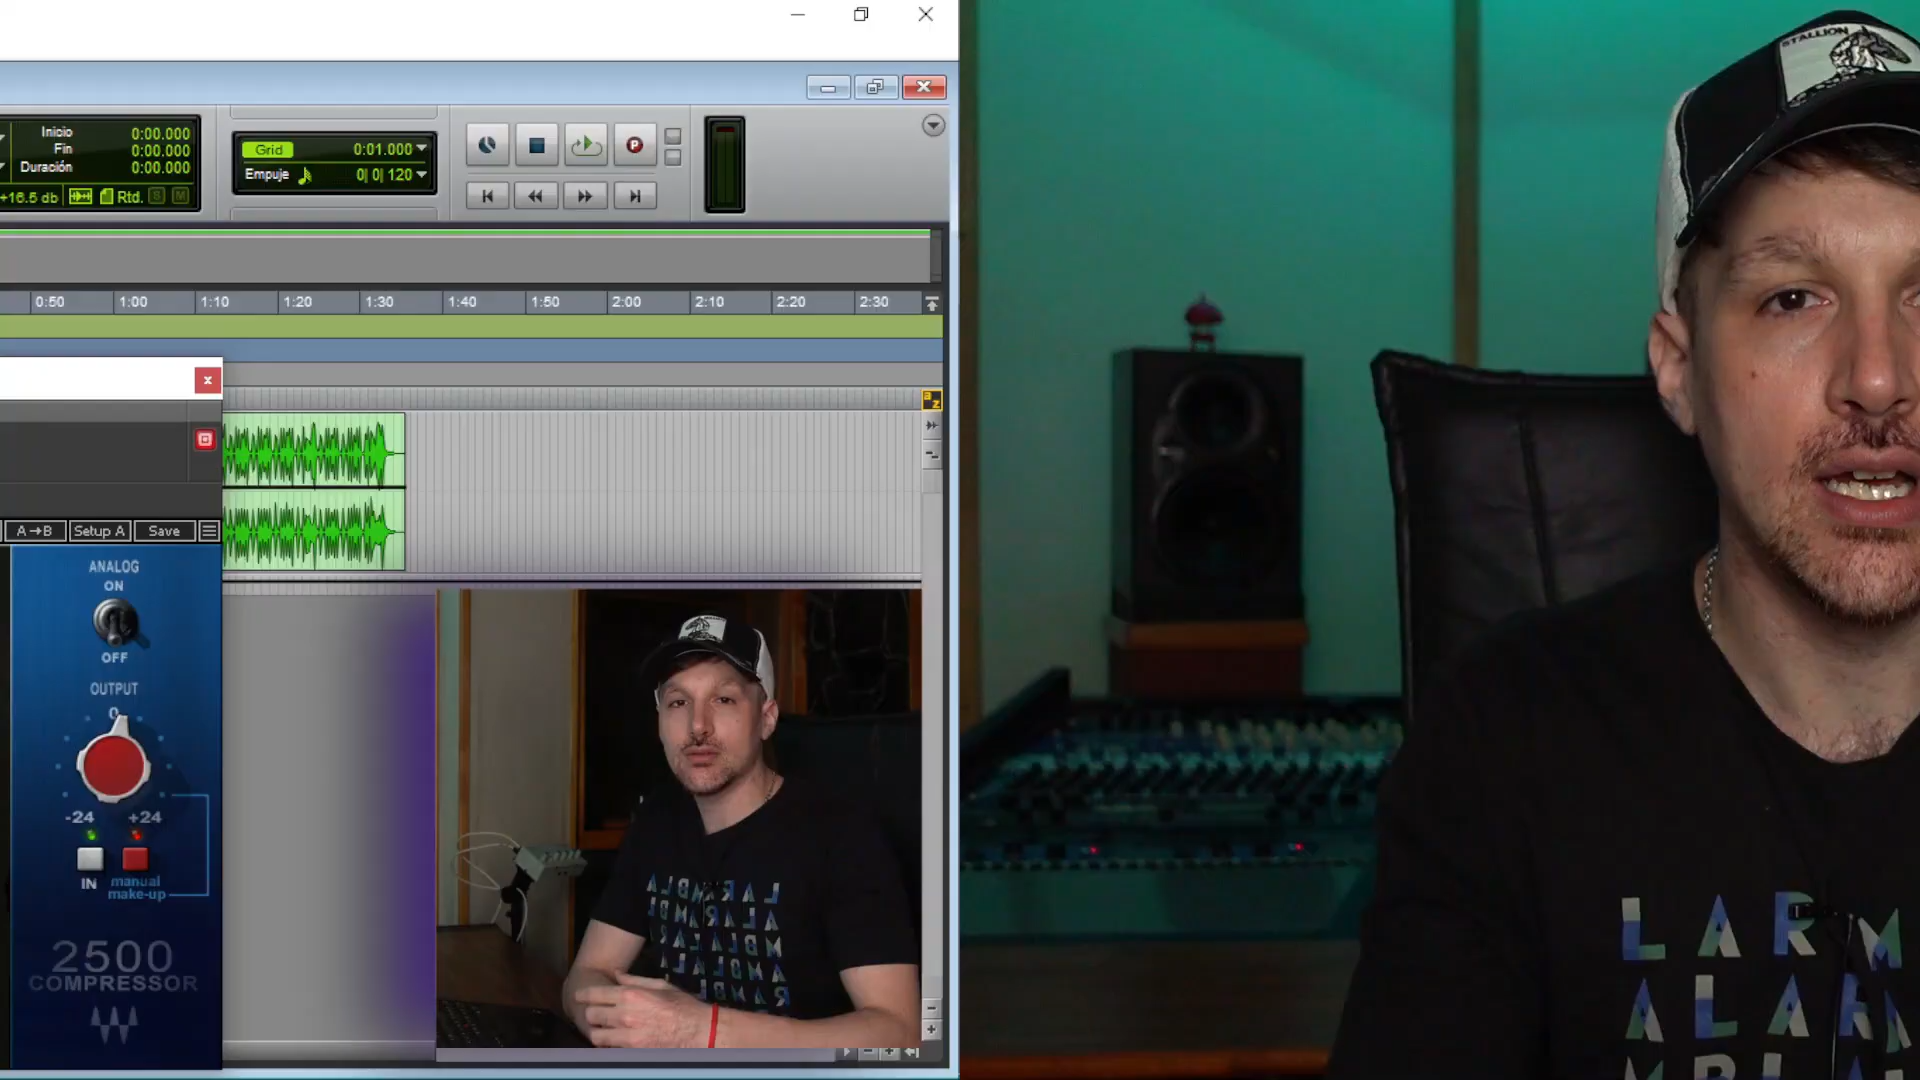 Inicio 0:00.000
Fin 0:00.000
Duración 0:00.000
+16.5 db Rtd. S M
Grid 0:01.000
Empuje 0| 0| 120
P
0:50 1:00 1:10 1:20 1:30 1:40 1:50 2:00 2:10 2:20 2:30
a
z
A→B Setup A Save
ANALOG
ON
OFF
OUTPUT
0
-24 +24
IN manual
make-up
2500
COMPRESSOR
STALLION
LARM
ALAR